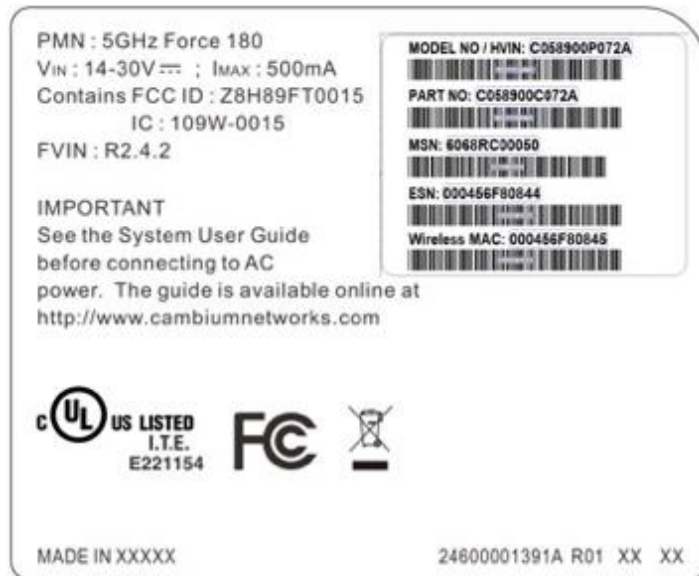 PMN : 5GHz Force 180
VIN : 14-30V ⎓ ; IMAX : 500mA
Contains FCC ID : Z8H89FT0015
IC : 109W-0015
FVIN : R2.4.2
IMPORTANT
See the System User Guide
before connecting to AC
power. The guide is available online at
http://www.cambiumnetworks.com
MODEL NO / HVIN: C058900P072A
PART NO: C058900C072A
MSN: 6068RC00050
ESN: 000456F80844
Wireless MAC: 000456F80845
C UL US LISTED
I.T.E.
E221154
FC
MADE IN XXXXX
24600001391A R01 XX XX